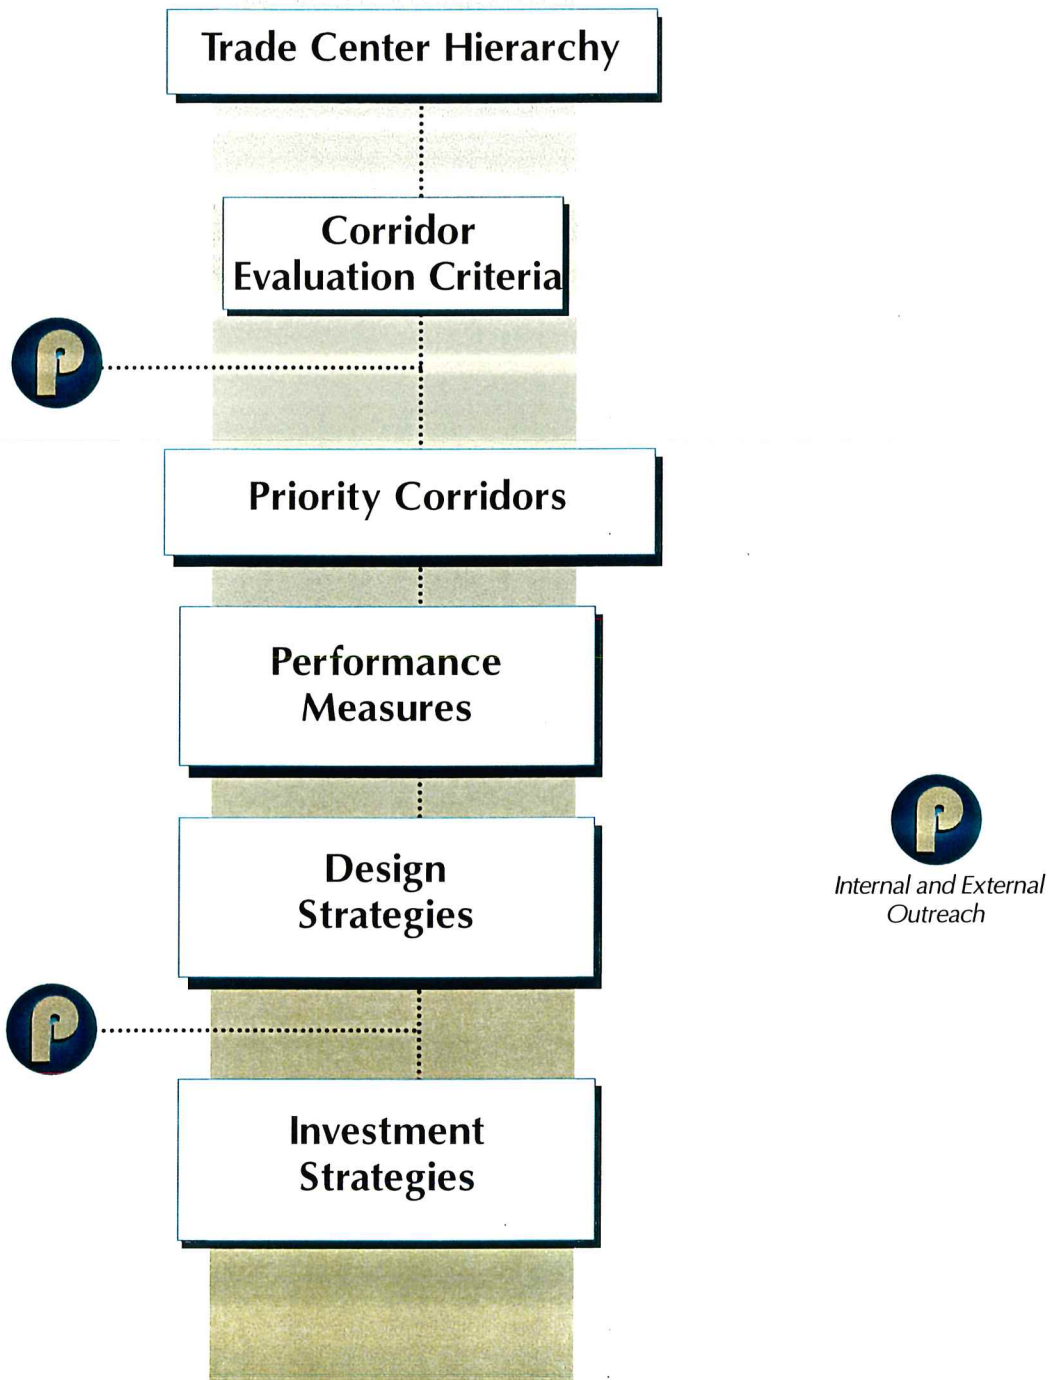 Trade Center Hierarchy
Corridor
Evaluation Criteria
P
Priority Corridors
Performance
Measures
P
Design
Strategies
Internal and External
Outreach
P
Investment
Strategies